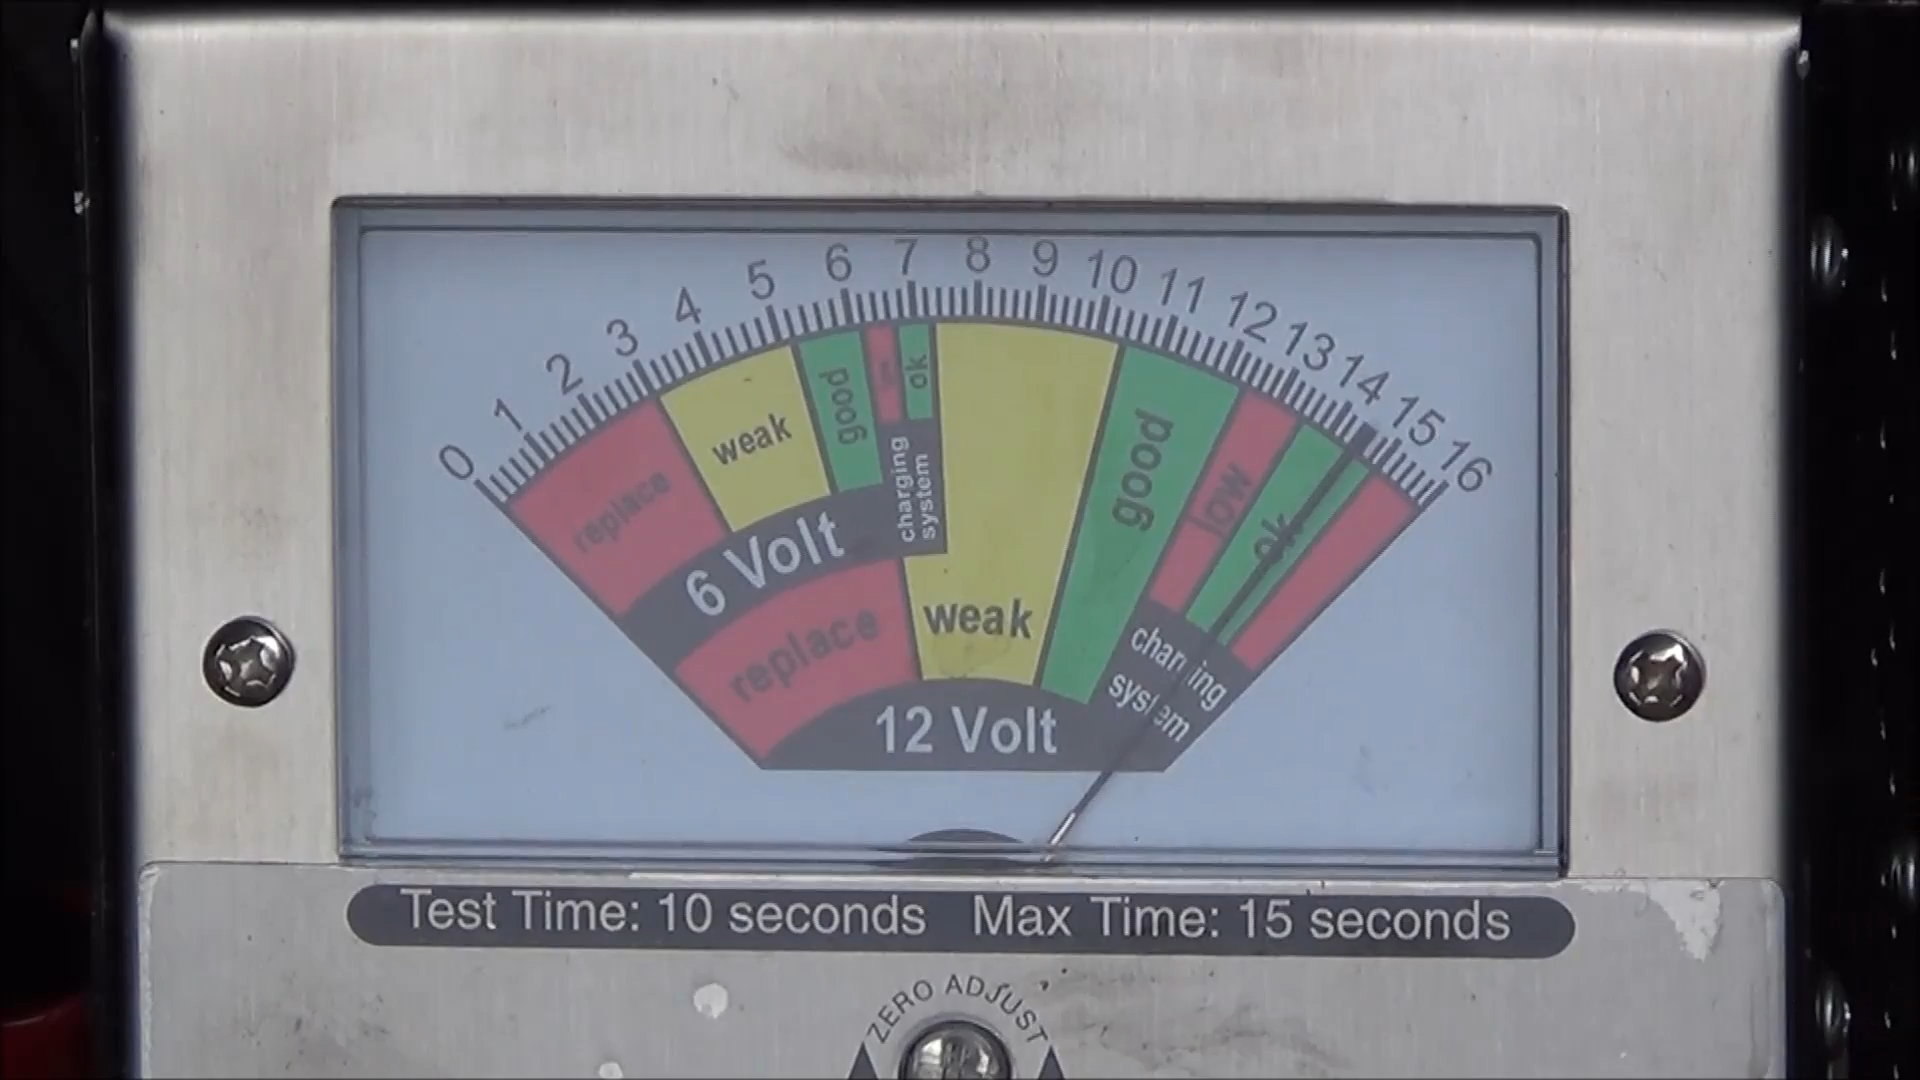 0 1 2 3 4 5 6 7 8 9 10 11 12 13 14 15 16
replace weak good ok
charging
system
good low ok
6 Volt
replace weak
charging
system
12 Volt
Test Time: 10 seconds Max Time: 15 seconds
ZERO ADJUST